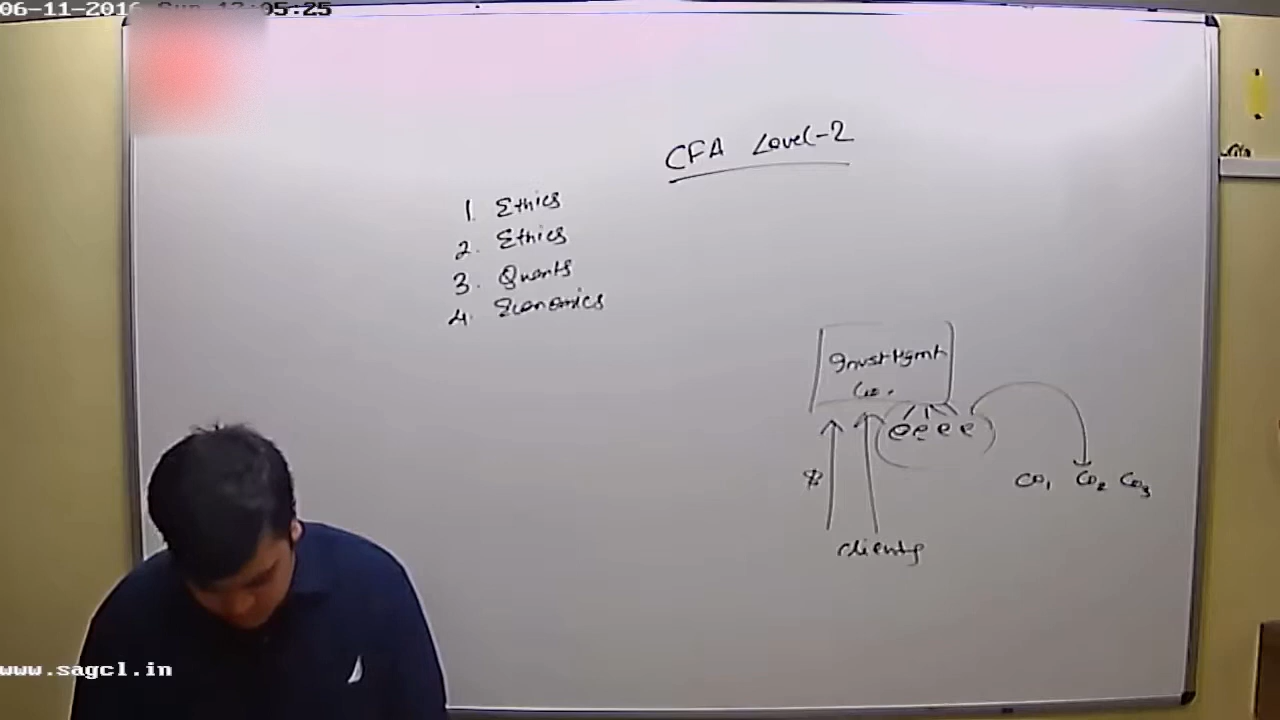 06-11-2016 Sun 12:05:25
CFA Level-2
1. Ethics
2. Ethics
3. Quants
4. Economics
Invst Mgmt
Co.
e e e e
$
Co1 Co2 Co3
clients
www.sagcl.in